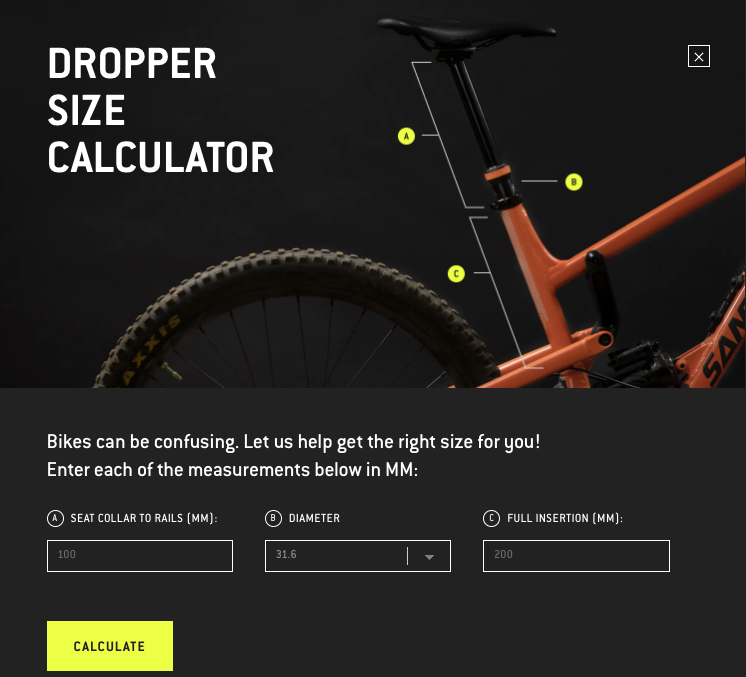 DROPPER
SIZE
CALCULATOR
A
B
C
MAXXIS
SAN
Bikes can be confusing. Let us help get the right size for you!
Enter each of the measurements below in MM:
A SEAT COLLAR TO RAILS (MM):
B DIAMETER
C FULL INSERTION (MM):
100
31.6
200
CALCULATE